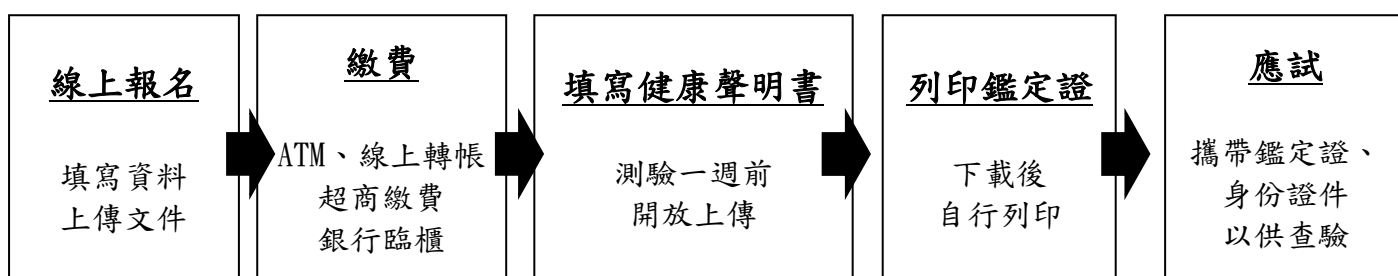 線上報名
填寫資料
上傳文件
繳費
ATM、線上轉帳
超商繳費
銀行臨櫃
填寫健康聲明書
測驗一週前
開放上傳
列印鑑定證
下載後
自行列印
應試
攜帶鑑定證、
身份證件
以供查驗